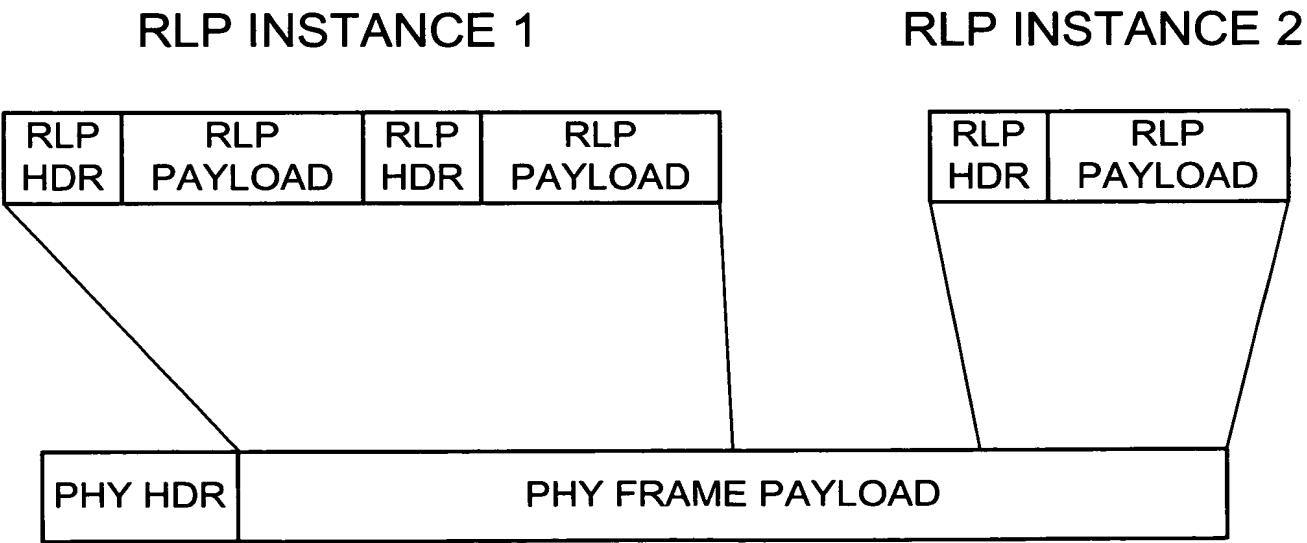 RLP INSTANCE 1
RLP INSTANCE 2
RLP HDR
RLP PAYLOAD
RLP HDR
RLP PAYLOAD
RLP HDR
RLP PAYLOAD
PHY HDR
PHY FRAME PAYLOAD